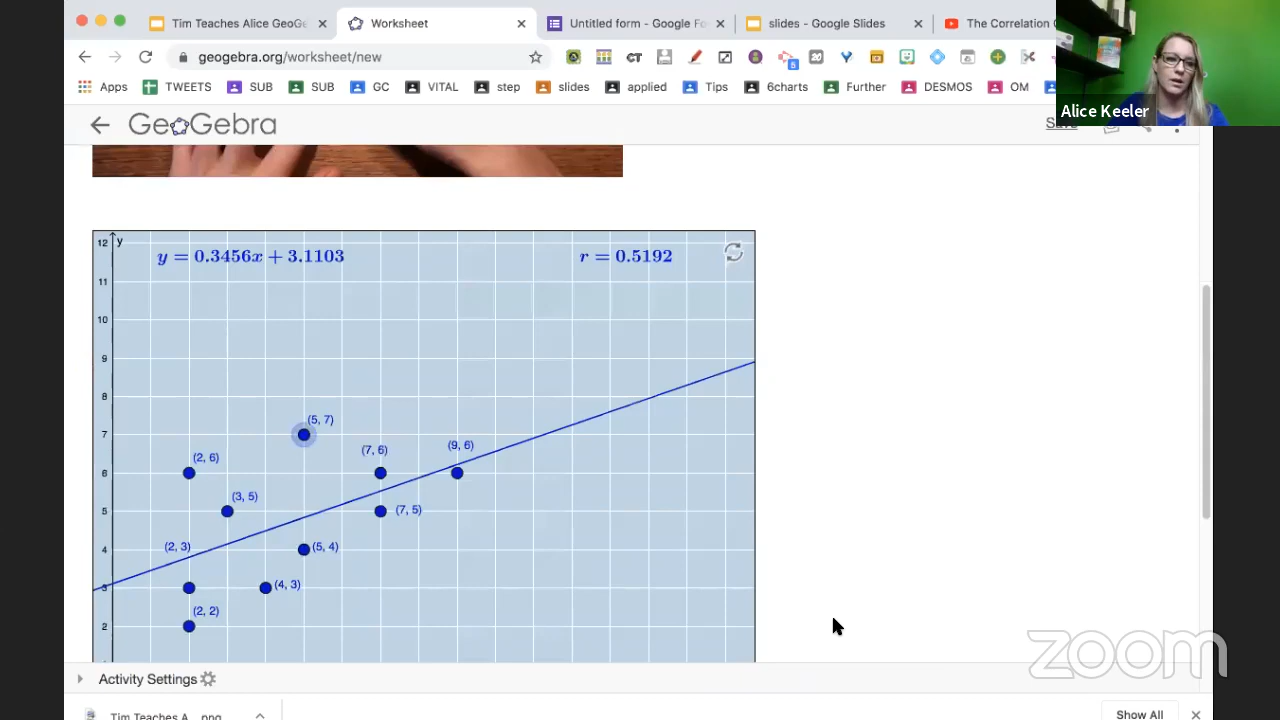 Tim Teaches Alice GeoGe
Worksheet
Untitled form - Google Fo
slides - Google Slides
The Correlation C
geogebra.org/worksheet/new
CT
20
5
Apps
TWEETS
SUB
SUB
GC
VITAL
step
slides
applied
Tips
6charts
Further
DESMOS
OM
Alice Keeler
GeoGebra
Save
12
y
y = 0.3456x + 3.1103
r = 0.5192
11
10
9
8
(5, 7)
7
(7, 6)
(9, 6)
(2, 6)
6
(3, 5)
5
(7, 5)
(2, 3)
4
(5, 4)
3
(4, 3)
(2, 2)
2
zoom
Activity Settings
Tim Teaches A....png
Show All